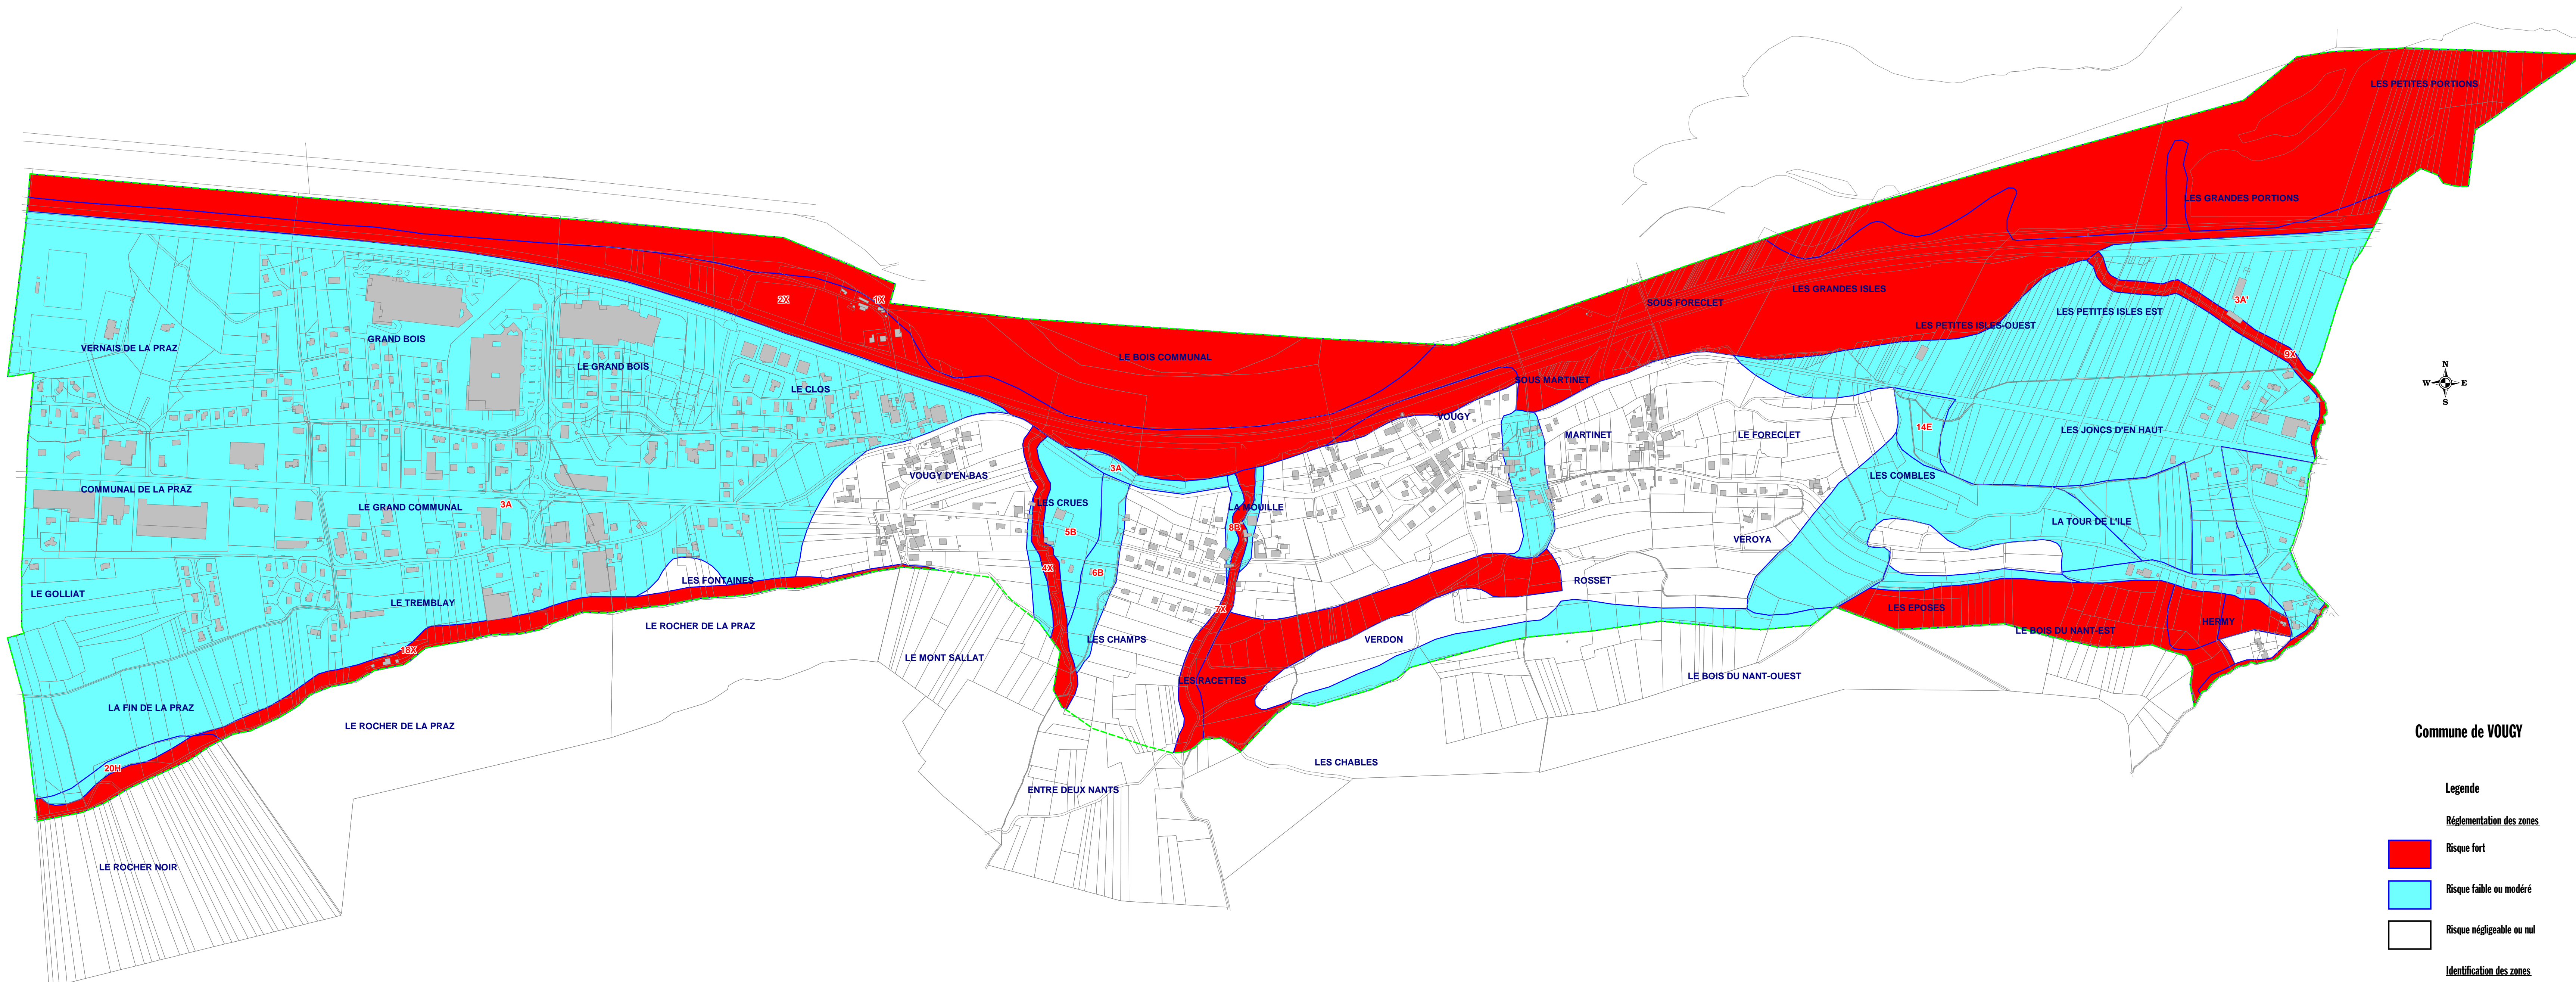 LES PETITES PORTIONS
LES GRANDES PORTIONS
LES GRANDES ISLES
SOUS FORECLET
2X
1X
3A'
LES PETITES ISLES EST
LES PETITES ISLES-OUEST
GRAND BOIS
VERNAIS DE LA PRAZ
LE BOIS COMMUNAL
9X
LE GRAND BOIS
N
W E
S
SOUS MARTINET
LE CLOS
VOUGY
14E
LES JONCS D'EN HAUT
MARTINET
LE FORECLET
3A
VOUGY D'EN-BAS
LES COMBLES
COMMUNAL DE LA PRAZ
LE GRAND COMMUNAL
3A
LES CRUES
LA MOUILLE
LA TOUR DE L'ILE
8B
5B
VEROYA
4X
6B
LES FONTAINES
ROSSET
LE GOLLIAT
LE TREMBLAY
7X
LES EPOSES
HERMY
LE ROCHER DE LA PRAZ
LE BOIS DU NANT-EST
LES CHAMPS
VERDON
18X
LE MONT SALLAT
LES RACETTES
LE BOIS DU NANT-OUEST
LA FIN DE LA PRAZ
LE ROCHER DE LA PRAZ
Commune de VOUGY
LES CHABLES
20H
ENTRE DEUX NANTS
Legende
Réglementation des zones
Risque fort
LE ROCHER NOIR
Risque faible ou modéré
Risque négligeable ou nul
Identification des zones